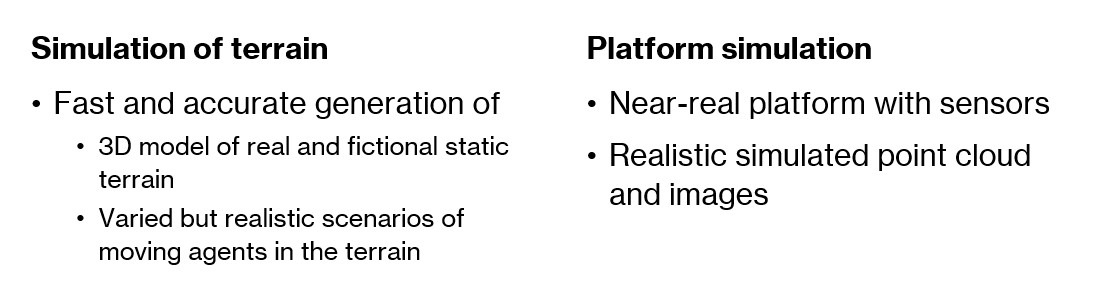 Simulation of terrain
• Fast and accurate generation of
• 3D model of real and fictional static
terrain
• Varied but realistic scenarios of
moving agents in the terrain
Platform simulation
• Near-real platform with sensors
• Realistic simulated point cloud
and images